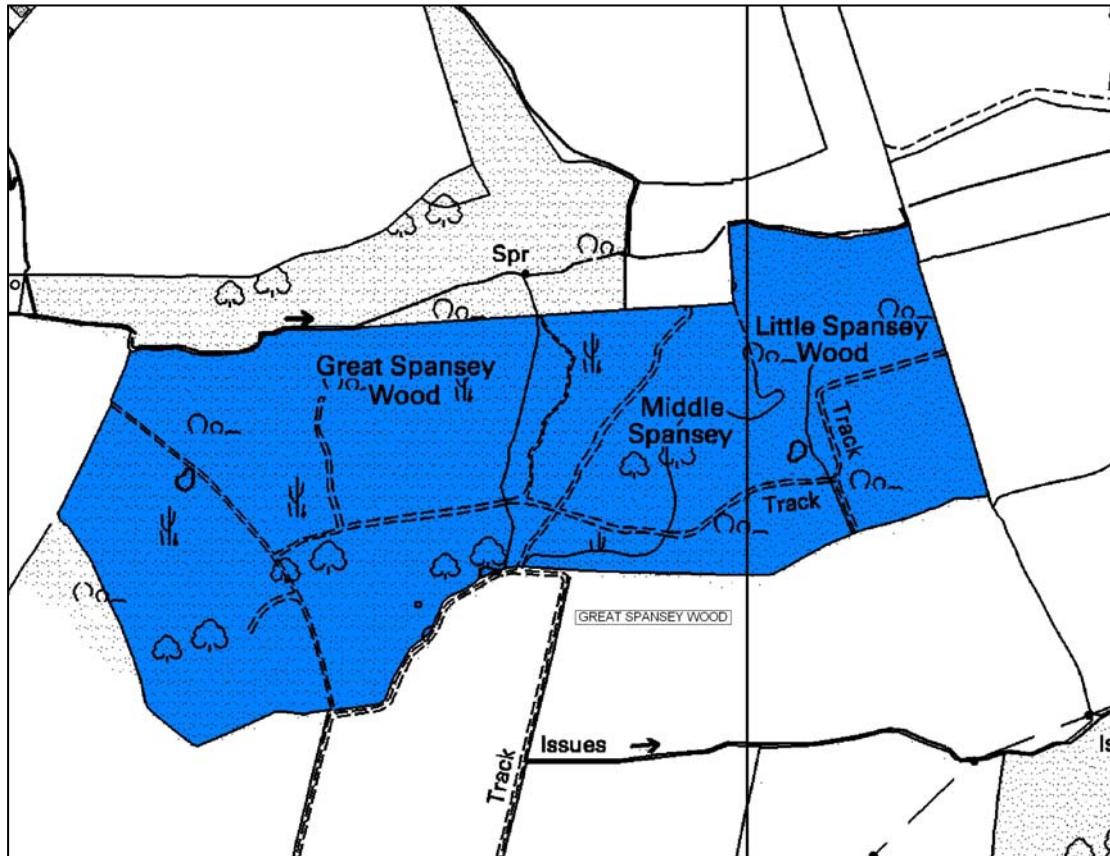 Spr
Great Spansey
Wood
Little Spansey
Wood
Middle
Spansey
Track
Track
GREAT SPANSEY WOOD
Issues
Track